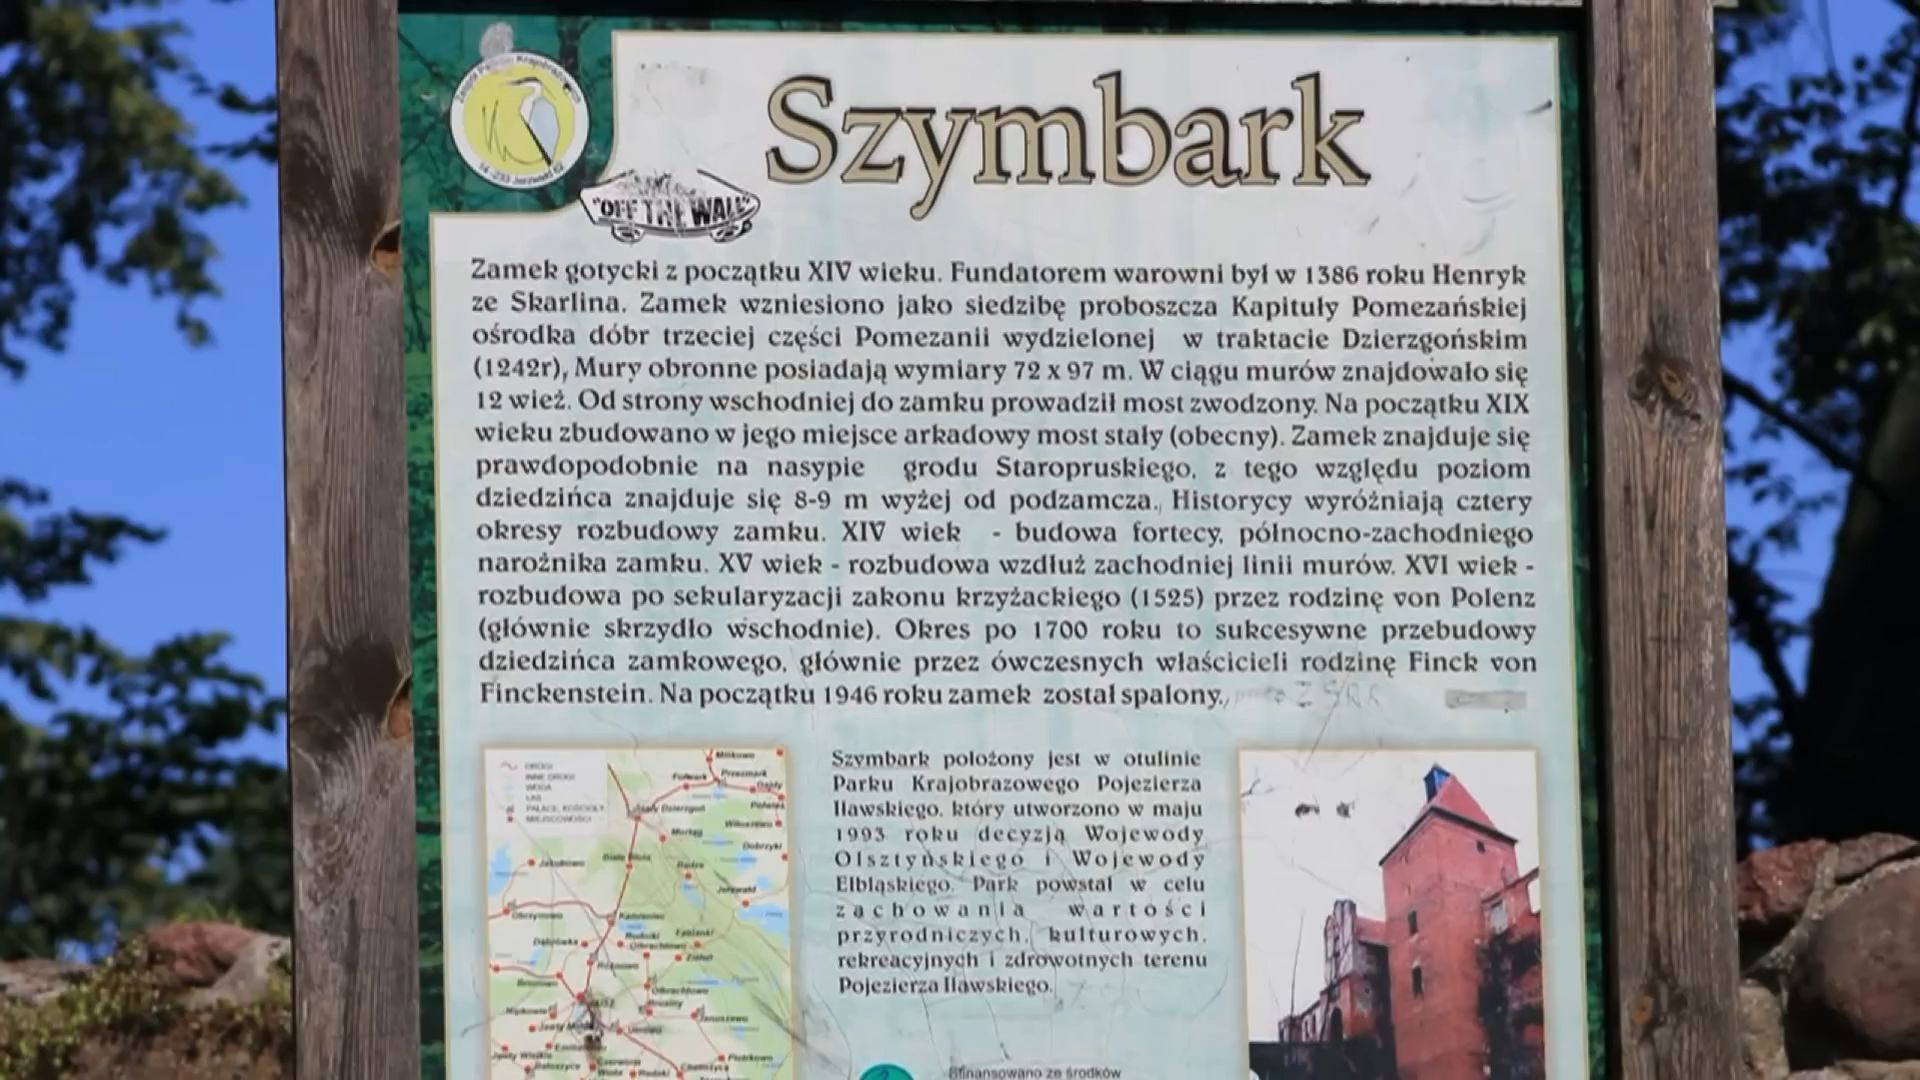 Szymbark
"OFF THE WALL"
Zamek gotycki z początku XIV wieku. Fundatorem warowni był w 1386 roku Henryk
ze Skarlina. Zamek wzniesiono jako siedzibę proboszcza Kapituły Pomezańskiej
ośrodka dóbr trzeciej części Pomezanii wydzielonej w traktacie Dzierzgońskim
(1242r), Mury obronne posiadają wymiary 72 x 97 m. W ciągu murów znajdowało się
12 wież. Od strony wschodniej do zamku prowadził most zwodzony. Na początku XIX
wieku zbudowano w jego miejsce arkadowy most stały (obecny). Zamek znajduje się
prawdopodobnie na nasypie grodu Staropruskiego, z tego względu poziom
dziedzińca znajduje się 8-9 m wyżej od podzamcza., Historycy wyróżniają cztery
okresy rozbudowy zamku. XIV wiek - budowa fortecy, północno-zachodniego
narożnika zamku. XV wiek - rozbudowa wzdłuż zachodniej linii murów. XVI wiek -
rozbudowa po sekularyzacji zakonu krzyżackiego (1525) przez rodzinę von Polenz
(głównie skrzydło wschodnie). Okres po 1700 roku to sukcesywne przebudowy
dziedzińca zamkowego, głównie przez ówczesnych właścicieli rodzinę Finck von
Finckenstein. Na początku 1946 roku zamek został spalony.,
Szymbark położony jest w otulinie
Parku Krajobrazowego Pojezierza
Iławskiego, który utworzono w maju
1993 roku decyzją Wojewody
Olsztyńskiego i Wojewody
Elbląskiego. Park powstał w celu
zachowania wartości
przyrodniczych, kulturowych,
rekreacyjnych i zdrowotnych terenu
Pojezierza Iławskiego.
Sfinansowano ze środków